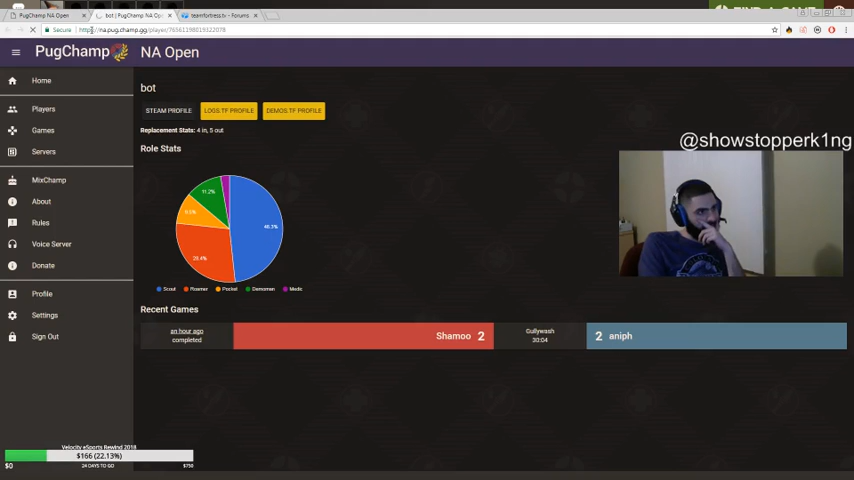 PugChamp NA Open
bot | PugChamp NA Op
teamfortress.tv - Forums
Secure
https://na.pug.champ.gg/player/76561198019322078
PugChamp
NA Open
Home
Players
Games
Servers
MixChamp
About
Rules
Voice Server
Donate
Profile
Settings
Sign Out
bot
STEAM PROFILE
LOGS.TF PROFILE
DEMOS.TF PROFILE
Replacement Stats: 4 in, 5 out
Role Stats
11.2%
Scout
Roamer
Pocket
Demoman
Medic
Recent Games
an hour ago
completed
Shamoo 2
Gullywash
30:04
2 aniph
@showstopperk1ng
Velocity eSports Rewind 2018
$166 (22.13%)
$0
24 DAYS TO GO
$750